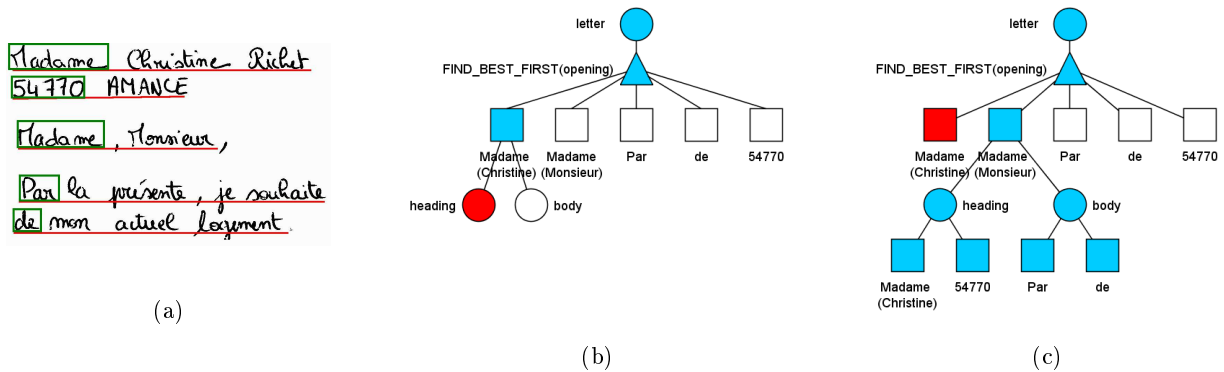 Madame Christine Richet
54770 AMANCE
Madame, Monsieur,
Par la présente, je souhaite
de mon actuel logement.
(a)
letter
FIND_BEST_FIRST(opening)
Madame (Christine)
Madame (Monsieur)
Par
de
54770
heading
body
(b)
letter
FIND_BEST_FIRST(opening)
Madame (Christine)
Madame (Monsieur)
Par
de
54770
heading
body
Madame (Christine)
54770
Par
de
(c)